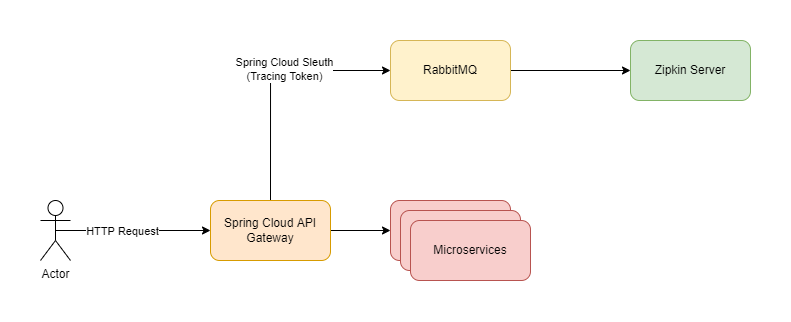 Spring Cloud Sleuth
(Tracing Token)
RabbitMQ
Zipkin Server
HTTP Request
Spring Cloud API
Gateway
Microservices
Actor